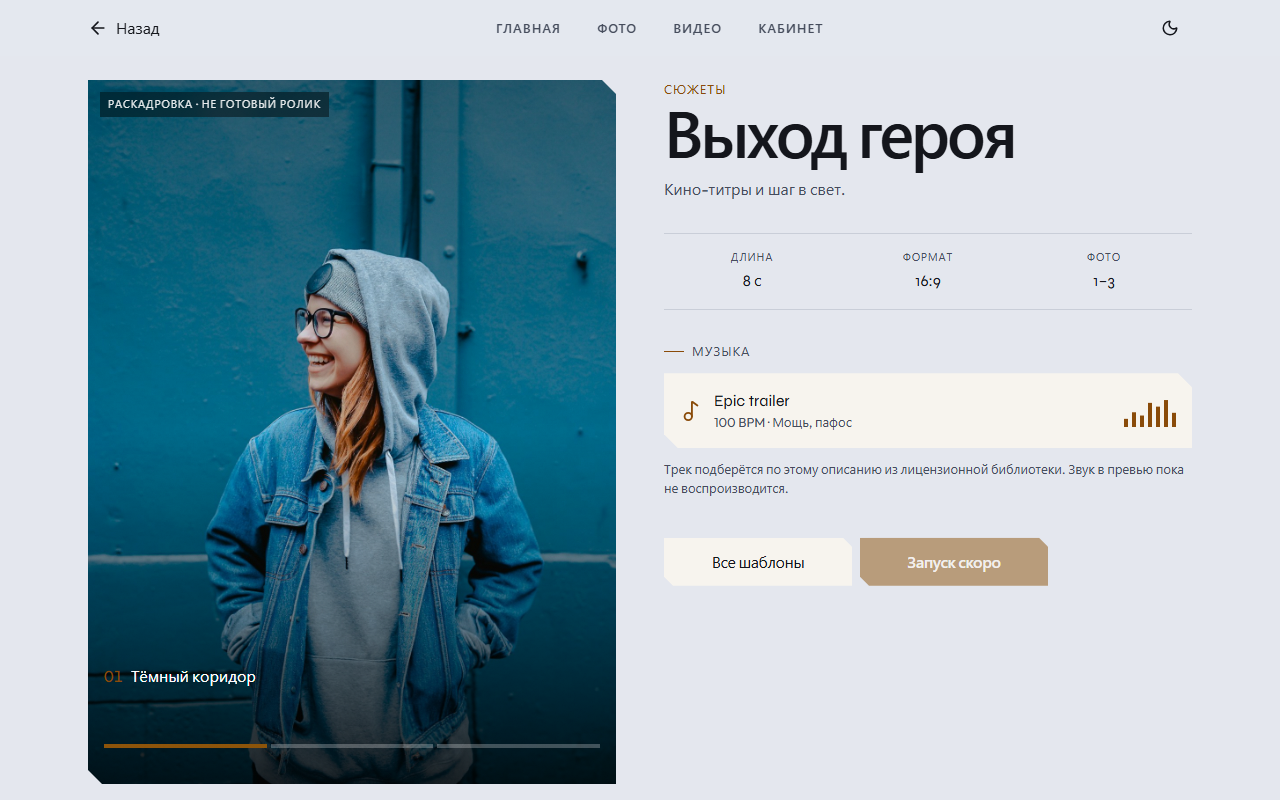 Назад
ГЛАВНАЯ
ФОТО
ВИДЕО
КАБИНЕТ
РАСКАДРОВКА · НЕ ГОТОВЫЙ РОЛИК
01 Тёмный коридор
СЮЖЕТЫ
Выход героя
Кино-титры и шаг в свет.
ДЛИНА
8 с
ФОРМАТ
16:9
ФОТО
1–3
МУЗЫКА
Epic trailer
100 BPM · Мощь, пафос
Трек подберётся по этому описанию из лицензионной библиотеки. Звук в превью пока
не воспроизводится.
Все шаблоны
Запуск скоро